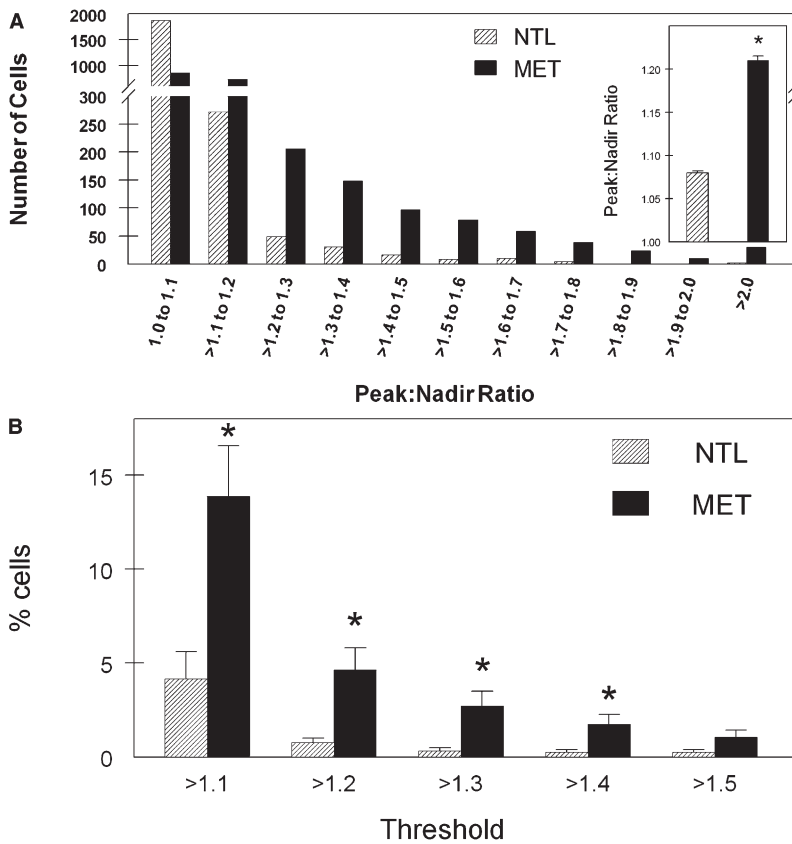 A
Number of Cells
2000
1500
1000
300
250
200
150
100
50
0
NTL
MET
Peak:Nadir Ratio
1.20
1.15
1.10
1.05
1.00
*
1.0 to 1.1
>1.1 to 1.2
>1.2 to 1.3
>1.3 to 1.4
>1.4 to 1.5
>1.5 to 1.6
>1.6 to 1.7
>1.7 to 1.8
>1.8 to 1.9
>1.9 to 2.0
>2.0
Peak:Nadir Ratio
B
% cells
15
10
5
0
*
*
*
*
NTL
MET
>1.1
>1.2
>1.3
>1.4
>1.5
Threshold